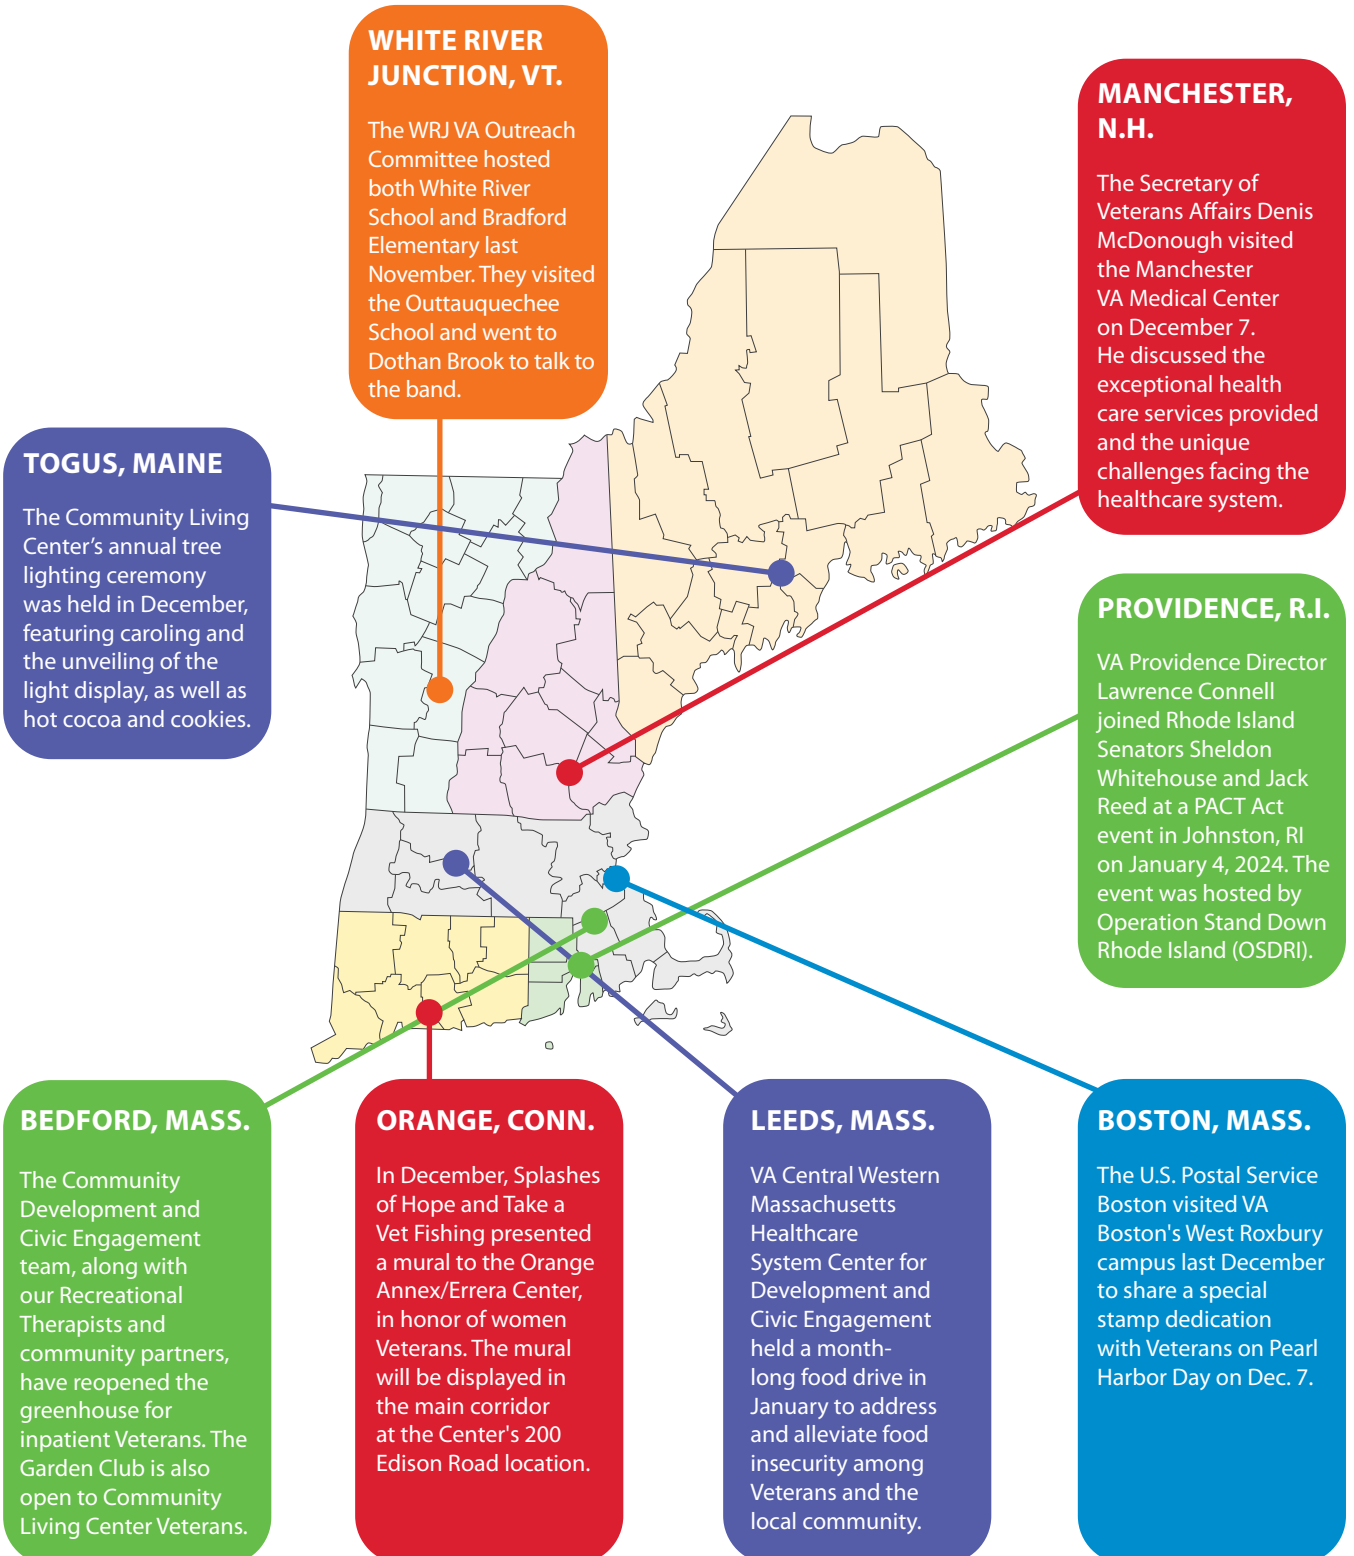 WHITE RIVER
JUNCTION, VT.
The WRJ VA Outreach
Committee hosted
both White River
School and Bradford
Elementary last
November. They visited
the Outtauquechee
School and went to
Dothan Brook to talk to
the band.
MANCHESTER,
N.H.
The Secretary of
Veterans Affairs Denis
McDonough visited
the Manchester
VA Medical Center
on December 7.
He discussed the
exceptional health
care services provided
and the unique
challenges facing the
healthcare system.
TOGUS, MAINE
The Community Living
Center’s annual tree
lighting ceremony
was held in December,
featuring caroling and
the unveiling of the
light display, as well as
hot cocoa and cookies.
PROVIDENCE, R.I.
VA Providence Director
Lawrence Connell
joined Rhode Island
Senators Sheldon
Whitehouse and Jack
Reed at a PACT Act
event in Johnston, RI
on January 4, 2024. The
event was hosted by
Operation Stand Down
Rhode Island (OSDRI).
BEDFORD, MASS.
The Community
Development and
Civic Engagement
team, along with
our Recreational
Therapists and
community partners,
have reopened the
greenhouse for
inpatient Veterans. The
Garden Club is also
open to Community
Living Center Veterans.
ORANGE, CONN.
In December, Splashes
of Hope and Take a
Vet Fishing presented
a mural to the Orange
Annex/Errera Center,
in honor of women
Veterans. The mural
will be displayed in
the main corridor
at the Center's 200
Edison Road location.
LEEDS, MASS.
VA Central Western
Massachusetts
Healthcare
System Center for
Development and
Civic Engagement
held a month-
long food drive in
January to address
and alleviate food
insecurity among
Veterans and the
local community.
BOSTON, MASS.
The U.S. Postal Service
Boston visited VA
Boston's West Roxbury
campus last December
to share a special
stamp dedication
with Veterans on Pearl
Harbor Day on Dec. 7.